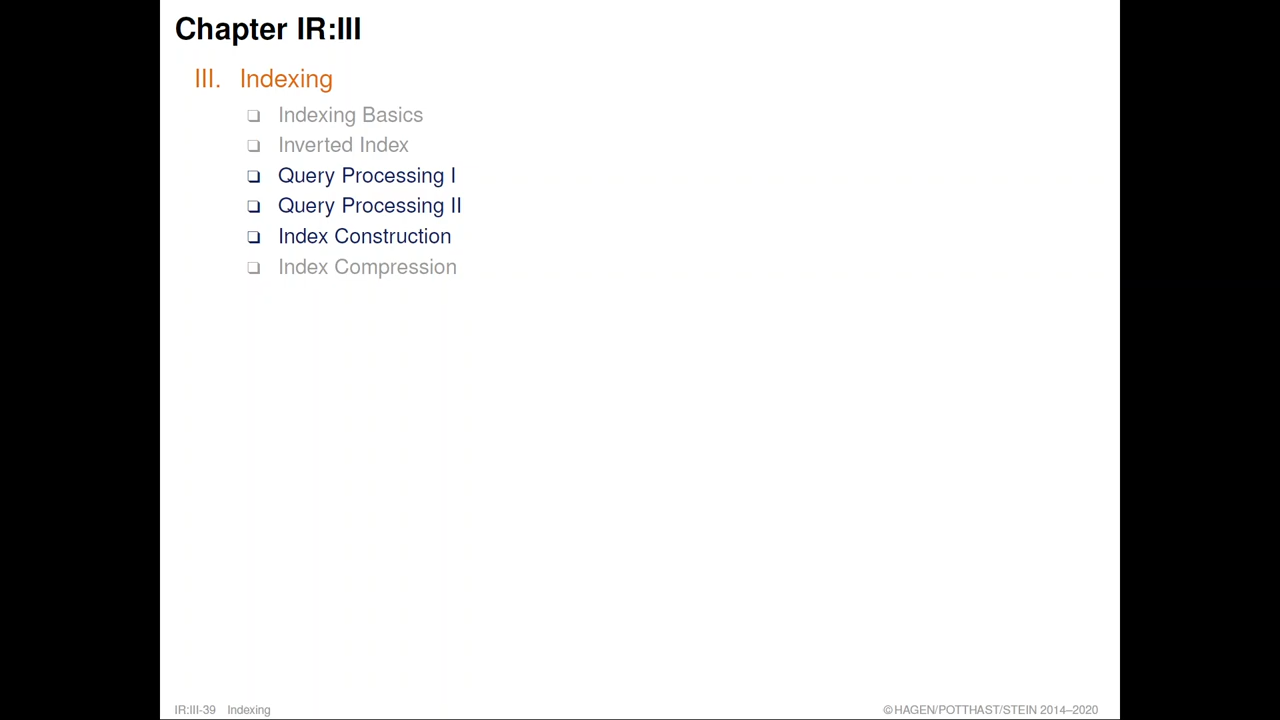 Chapter IR:III
III. Indexing
❏ Indexing Basics
❏ Inverted Index
❏ Query Processing I
❏ Query Processing II
❏ Index Construction
❏ Index Compression
IR:III-39 Indexing
© HAGEN/POTTHAST/STEIN 2014–2020